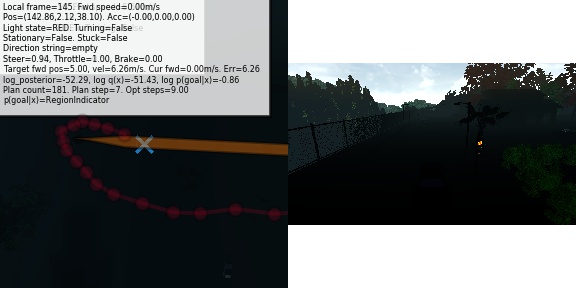 Local frame=145: Fwd speed=0.00m/s
Pos=(142.86,2.12,38.10). Acc=(-0.00,0.00,0.00)
Light state=RED. Turning=False
Stationary=False. Stuck=False
Direction string=empty
Steer=0.94, Throttle=1.00, Brake=0.00
Target fwd pos=5.00, vel=6.26m/s. Cur fwd=0.00m/s. Err=6.26
log_posterior=-52.29, log q(x)=-51.43, log p(goal|x)=-0.86
Plan count=181. Plan step=7. Opt steps=9.00
p(goal|x)=RegionIndicator